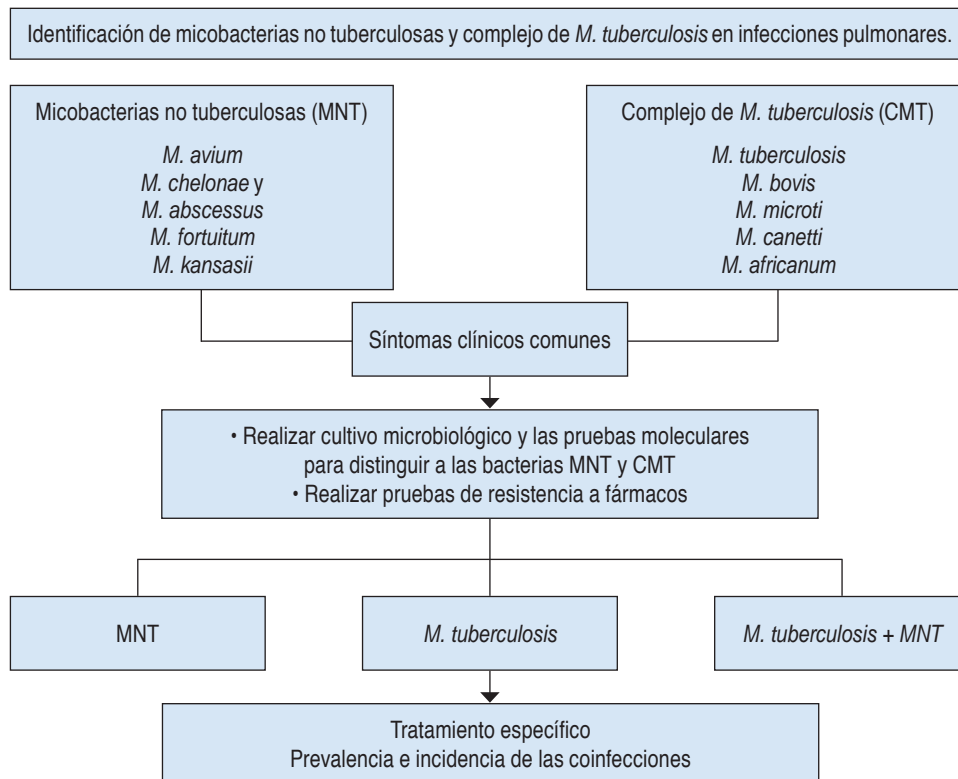 Identificación de micobacterias no tuberculosas y complejo de M. tuberculosis en infecciones pulmonares.
Micobacterias no tuberculosas (MNT)
M. avium
M. chelonae y
M. abscessus
M. fortuitum
M. kansasii
Complejo de M. tuberculosis (CMT)
M. tuberculosis
M. bovis
M. microti
M. canetti
M. africanum
Síntomas clínicos comunes
• Realizar cultivo microbiológico y las pruebas moleculares
para distinguir a las bacterias MNT y CMT
• Realizar pruebas de resistencia a fármacos
MNT
M. tuberculosis
M. tuberculosis + MNT
Tratamiento específico
Prevalencia e incidencia de las coinfecciones